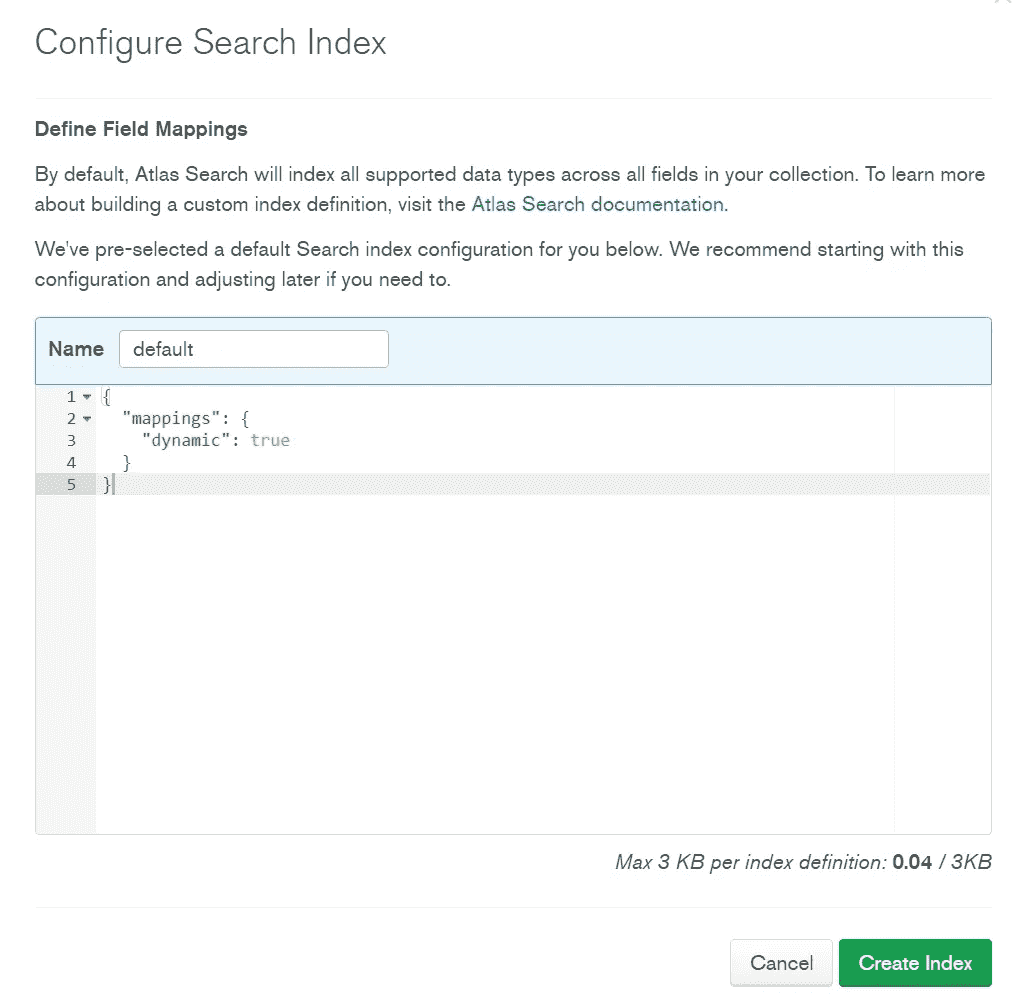 Configure Search Index
Define Field Mappings
By default, Atlas Search will index all supported data types across all fields in your collection. To learn more
about building a custom index definition, visit the Atlas Search documentation.
We've pre-selected a default Search index configuration for you below. We recommend starting with this
configuration and adjusting later if you need to.
Name default
1 {
2 "mappings": {
3 "dynamic": true
4 }
5 }
Max 3 KB per index definition: 0.04 / 3KB
Cancel Create Index